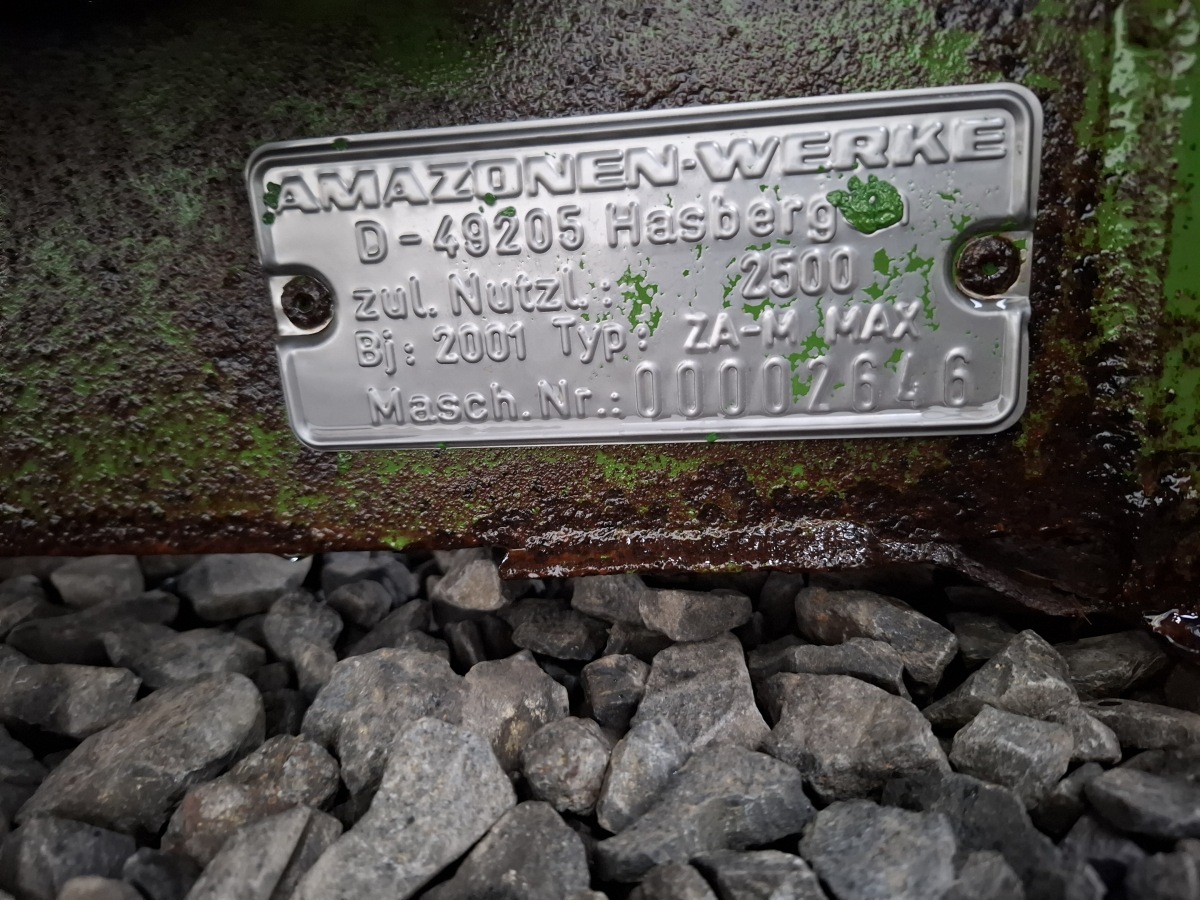 AMAZONEN-WERKE
D-49205 Hasberg
zul. Nutzl.: 2500
Bj: 2001 Typ: ZA-M MAX
Masch.Nr.: 00002646